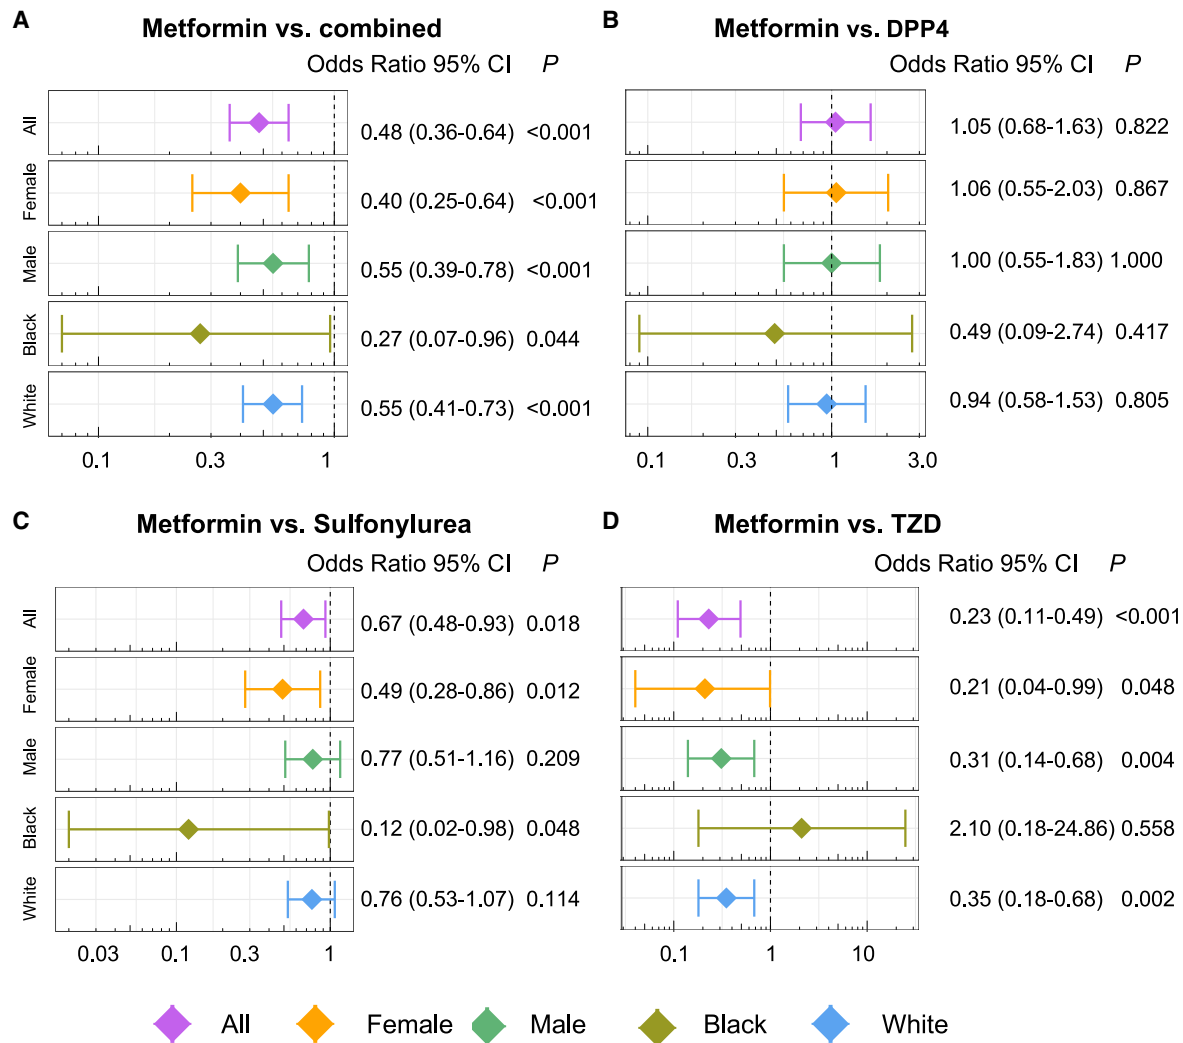 A
Metformin vs. combined
Odds Ratio 95% CI P
All 0.48 (0.36-0.64) <0.001
Female 0.40 (0.25-0.64) <0.001
Male 0.55 (0.39-0.78) <0.001
Black 0.27 (0.07-0.96) 0.044
White 0.55 (0.41-0.73) <0.001
0.1 0.3 1
B
Metformin vs. DPP4
Odds Ratio 95% CI P
1.05 (0.68-1.63) 0.822
1.06 (0.55-2.03) 0.867
1.00 (0.55-1.83) 1.000
0.49 (0.09-2.74) 0.417
0.94 (0.58-1.53) 0.805
0.1 0.3 1 3.0
C
Metformin vs. Sulfonylurea
Odds Ratio 95% CI P
All 0.67 (0.48-0.93) 0.018
Female 0.49 (0.28-0.86) 0.012
Male 0.77 (0.51-1.16) 0.209
Black 0.12 (0.02-0.98) 0.048
White 0.76 (0.53-1.07) 0.114
0.03 0.1 0.3 1
D
Metformin vs. TZD
Odds Ratio 95% CI P
0.23 (0.11-0.49) <0.001
0.21 (0.04-0.99) 0.048
0.31 (0.14-0.68) 0.004
2.10 (0.18-24.86) 0.558
0.35 (0.18-0.68) 0.002
0.1 1 10
All Female Male Black White